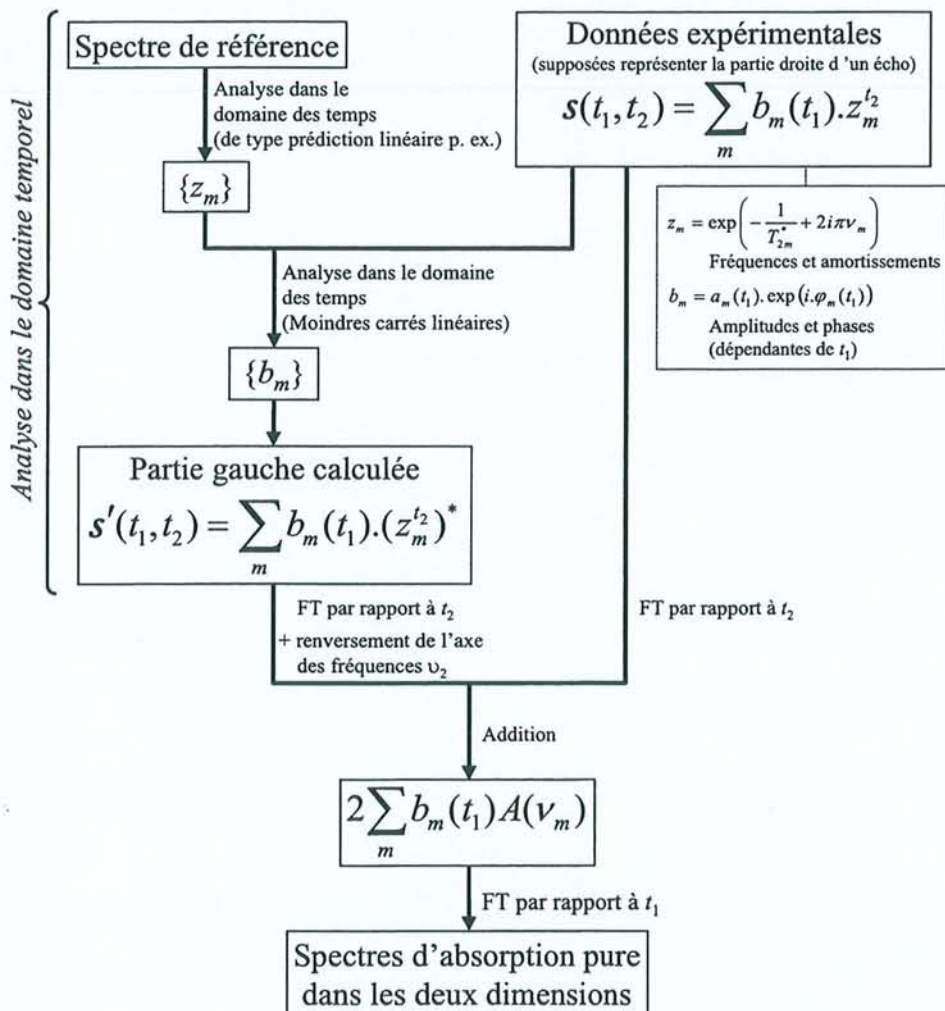 Analyse dans le domaine temporel
Spectre de référence
Analyse dans le
domaine des temps
(de type prédiction linéaire p. ex.)
{z_m}
Données expérimentales
(supposées représenter la partie droite d 'un écho)
s(t_1, t_2) = ∑_m b_m(t_1).z_m^{t_2}
z_m = exp(-1/T_{2m}^* + 2iπν_m)
Fréquences et amortissements
b_m = a_m(t_1).exp(i.φ_m(t_1))
Amplitudes et phases
(dépendantes de t_1)
Analyse dans le domaine
des temps
(Moindres carrés linéaires)
{b_m}
Partie gauche calculée
s'(t_1, t_2) = ∑_m b_m(t_1).(z_m^{t_2})^*
FT par rapport à t_2
+ renversement de l'axe
des fréquences υ_2
FT par rapport à t_2
Addition
2∑_m b_m(t_1)A(ν_m)
FT par rapport à t_1
Spectres d'absorption pure
dans les deux dimensions